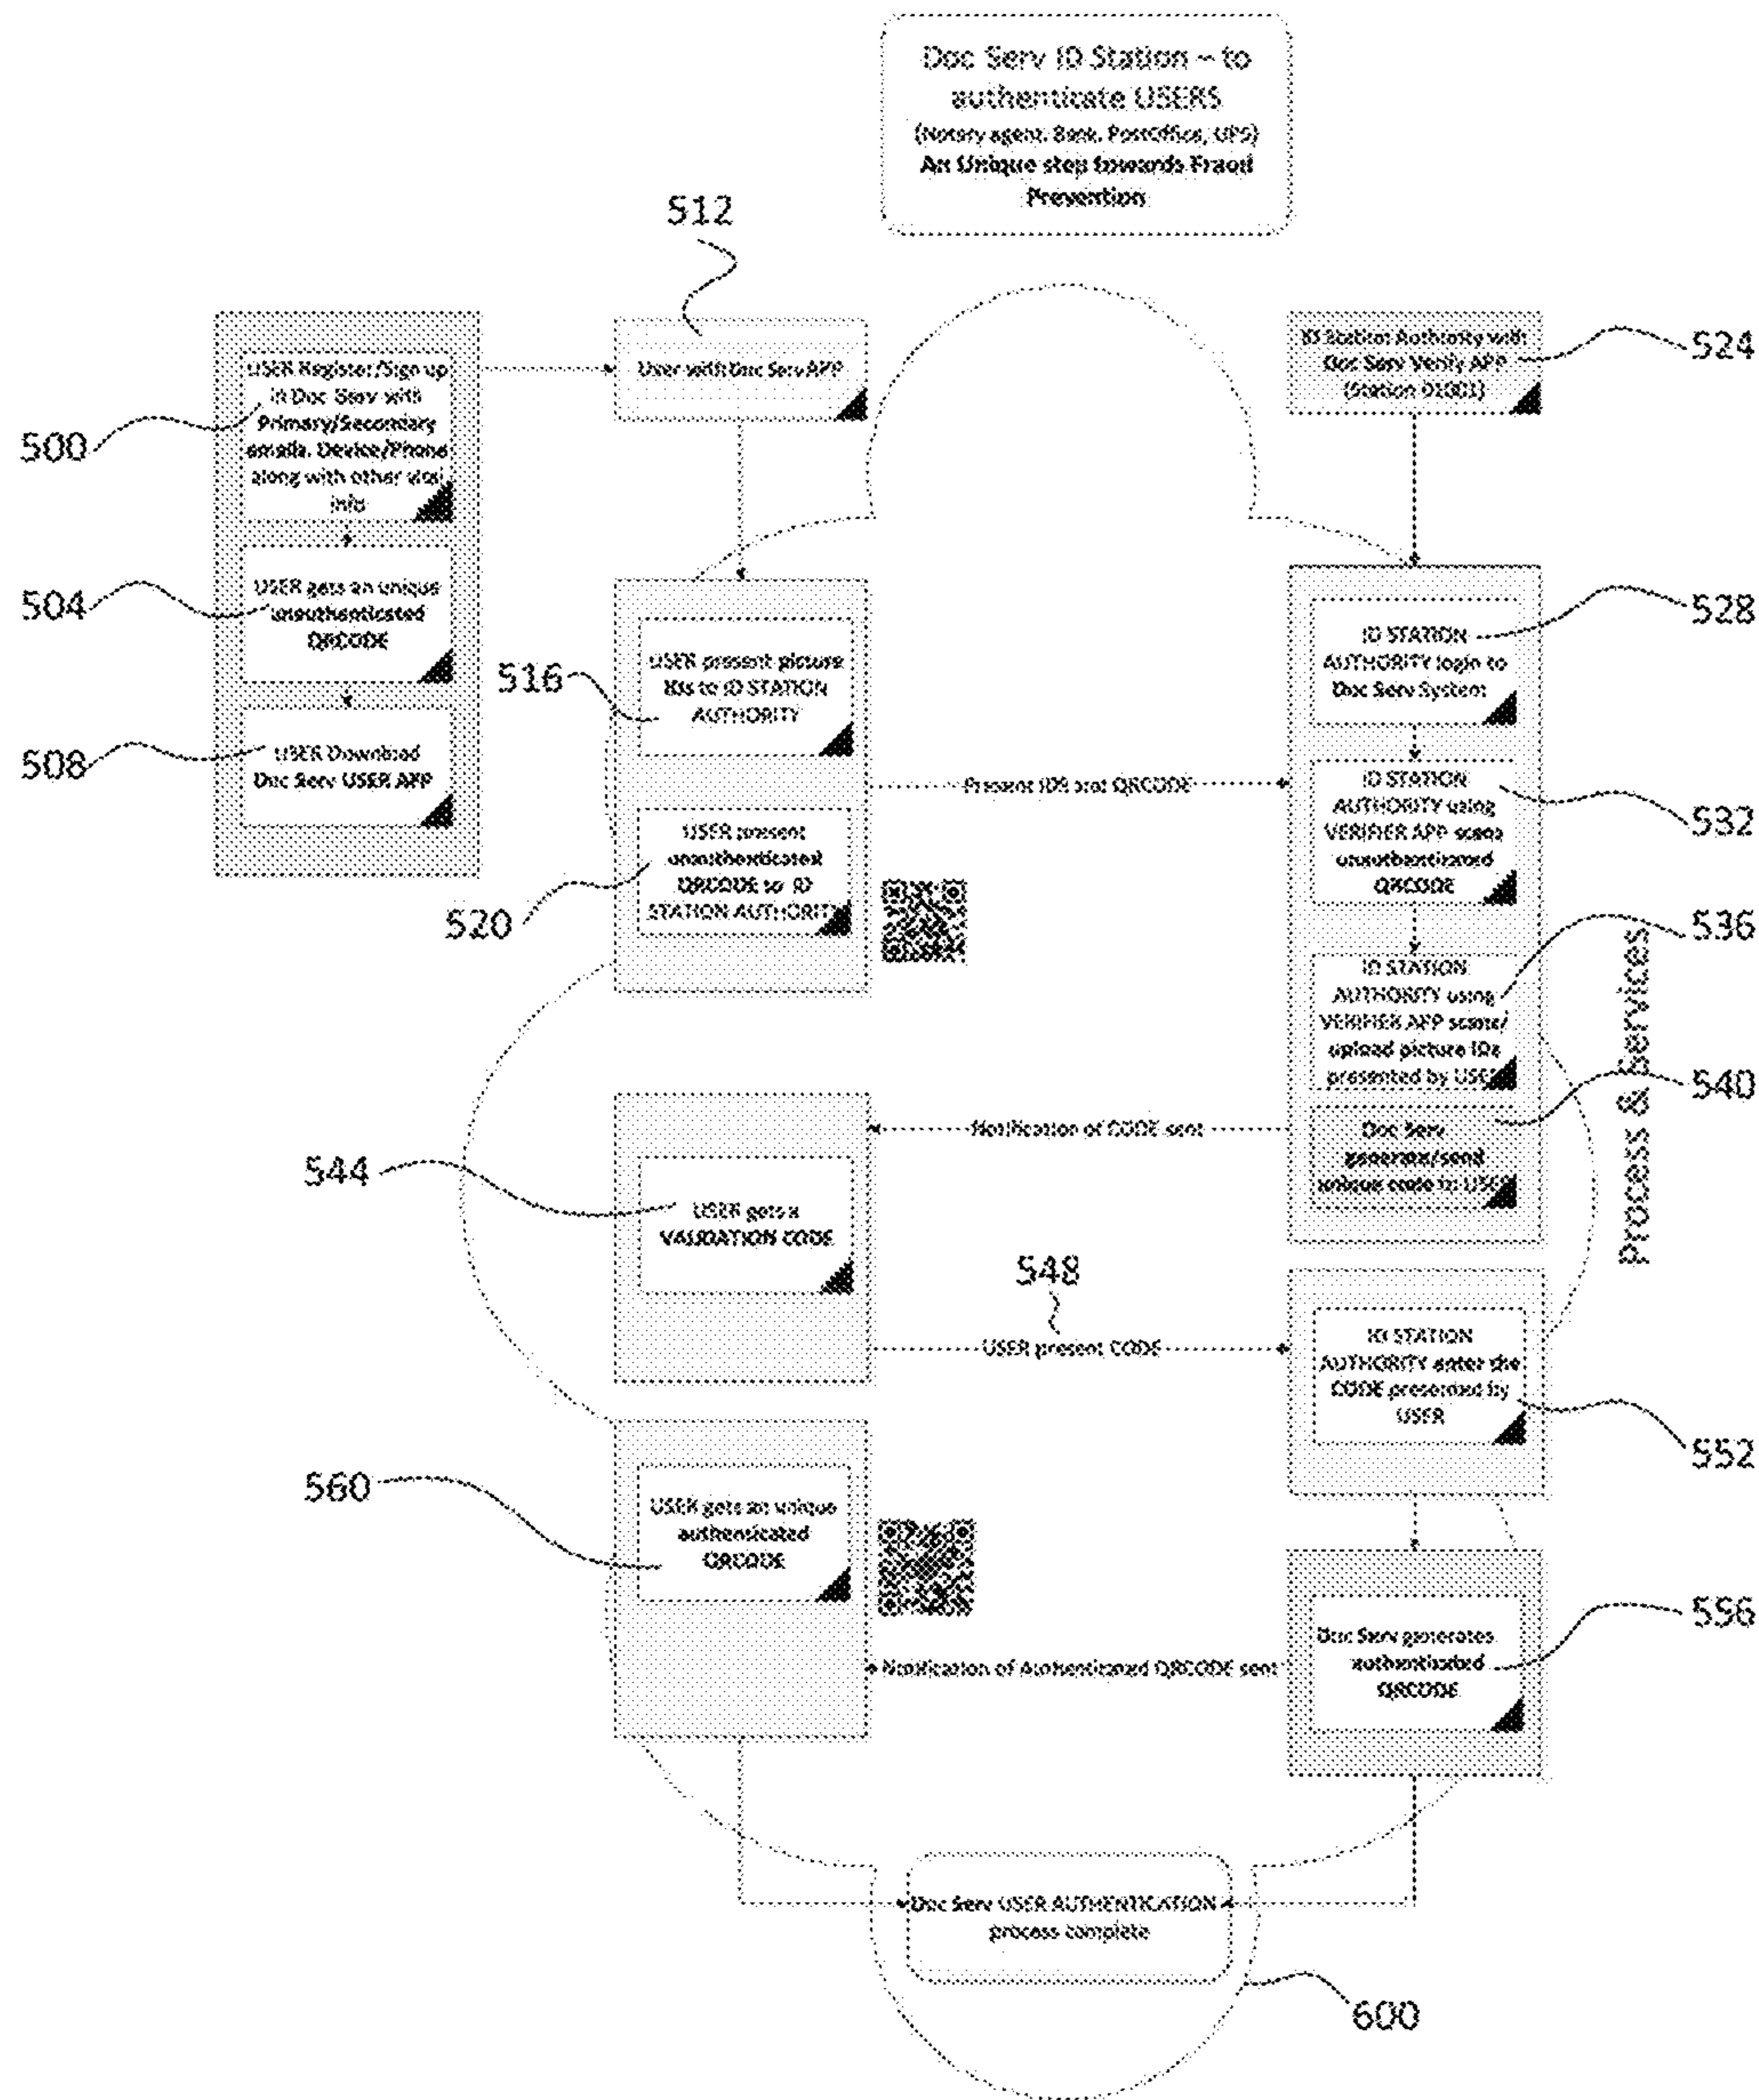 Doc Serv ID Station – to
authenticate USERS
(Notary agent, Bank, PostOffice, UPS)
An Unique step towards Fraud
Prevention
512
User with Doc Serv APP
ID Station Authority with
Doc Serv Verify APP
(Station 01001)
524
500
USER Register/Sign up
in Doc Serv with
Primary/Secondary
emails, Device/Phone
along with other vital
info
504
USER gets an unique
unauthenticated
QRCODE
508
USER Download
Doc Serv USER APP
516
USER present picture
IDs to ID STATION
AUTHORITY
520
USER present
unauthenticated
QRCODE to ID
STATION AUTHORITY
Present IDs and QRCODE
528
ID STATION
AUTHORITY login to
Doc Serv System
532
ID STATION
AUTHORITY using
VERIFIER APP scans
unauthenticated
QRCODE
536
ID STATION
AUTHORITY using
VERIFIER APP scans/
upload picture IDs
presented by USER
540
Doc Serv
generate/send
unique code to USER
Process & Services
Notification of CODE sent
544
USER gets a
VALIDATION CODE
548
USER present CODE
ID STATION
AUTHORITY enter the
CODE presented by
USER
552
560
USER gets an unique
authenticated
QRCODE
Notification of Authenticated QRCODE sent
Doc Serv generates
authenticated
QRCODE
556
Doc Serv USER AUTHENTICATION
process complete
600